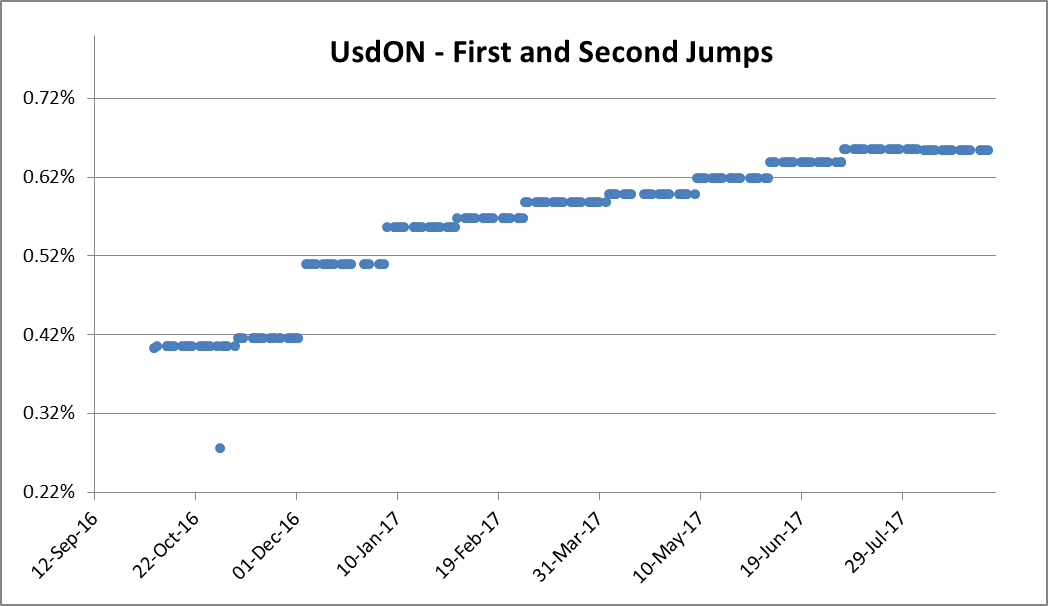 UsdON - First and Second Jumps
0.72%
0.62%
0.52%
0.42%
0.32%
0.22%
12-Sep-16
22-Oct-16
01-Dec-16
10-Jan-17
19-Feb-17
31-Mar-17
10-May-17
19-Jun-17
29-Jul-17